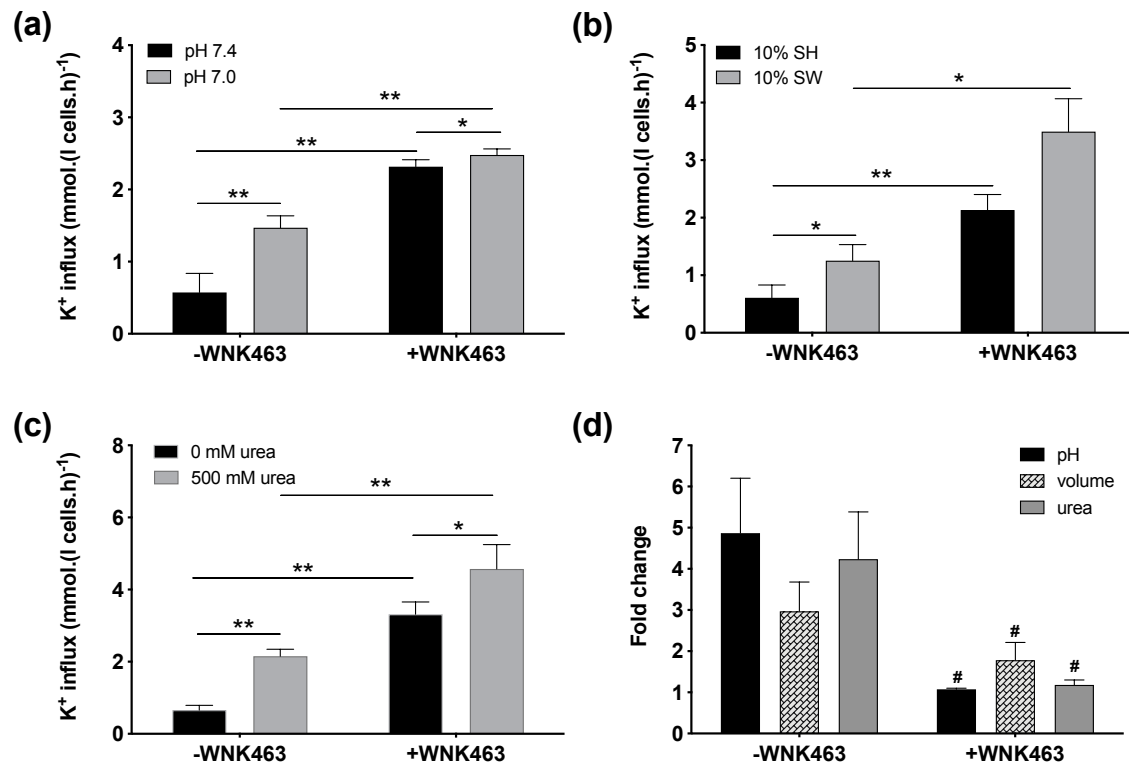 (a)
K⁺ influx (mmol.(l cells.h)⁻¹
4
3
2
1
0
pH 7.4
pH 7.0
**
**
*
**
-WNK463
+WNK463
(b)
K⁺ influx (mmol.(l cells.h)⁻¹
5
4
3
2
1
0
10% SH
10% SW
*
**
*
-WNK463
+WNK463
(c)
K⁺ influx (mmol.(l cells.h)⁻¹
8
6
4
2
0
0 mM urea
500 mM urea
**
**
*
**
-WNK463
+WNK463
(d)
Fold change
7
6
5
4
3
2
1
0
pH
volume
urea
#
#
#
-WNK463
+WNK463